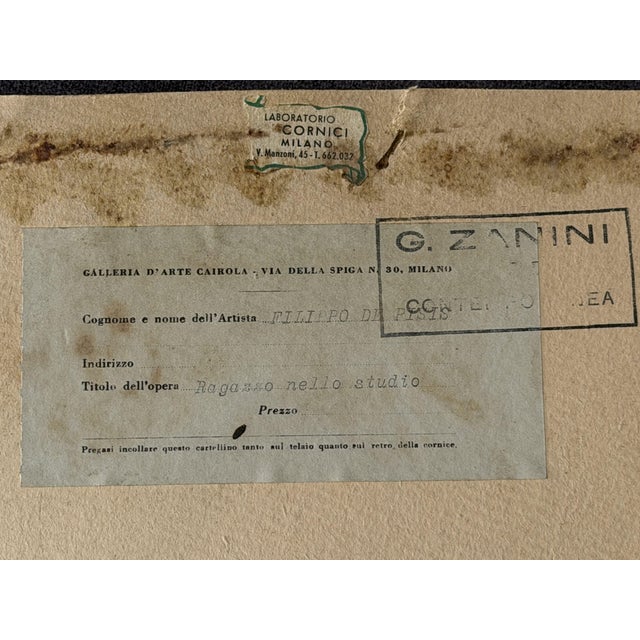 LABORATORIO
CORNICI
MILANO
V. Manzoni, 45 - T. 662.032
G. ZANINI
GALLERIA D'ARTE CAIROLA - VIA DELLA SPIGA N. 30, MILANO
Cognome e nome dell'Artista FILIPPO DE PISIS
Indirizzo
Titolo dell'opera Ragazzo nello studio
Prezzo
Pregasi incollare questo cartellino tanto sul telaio quanto sul retro della cornice.